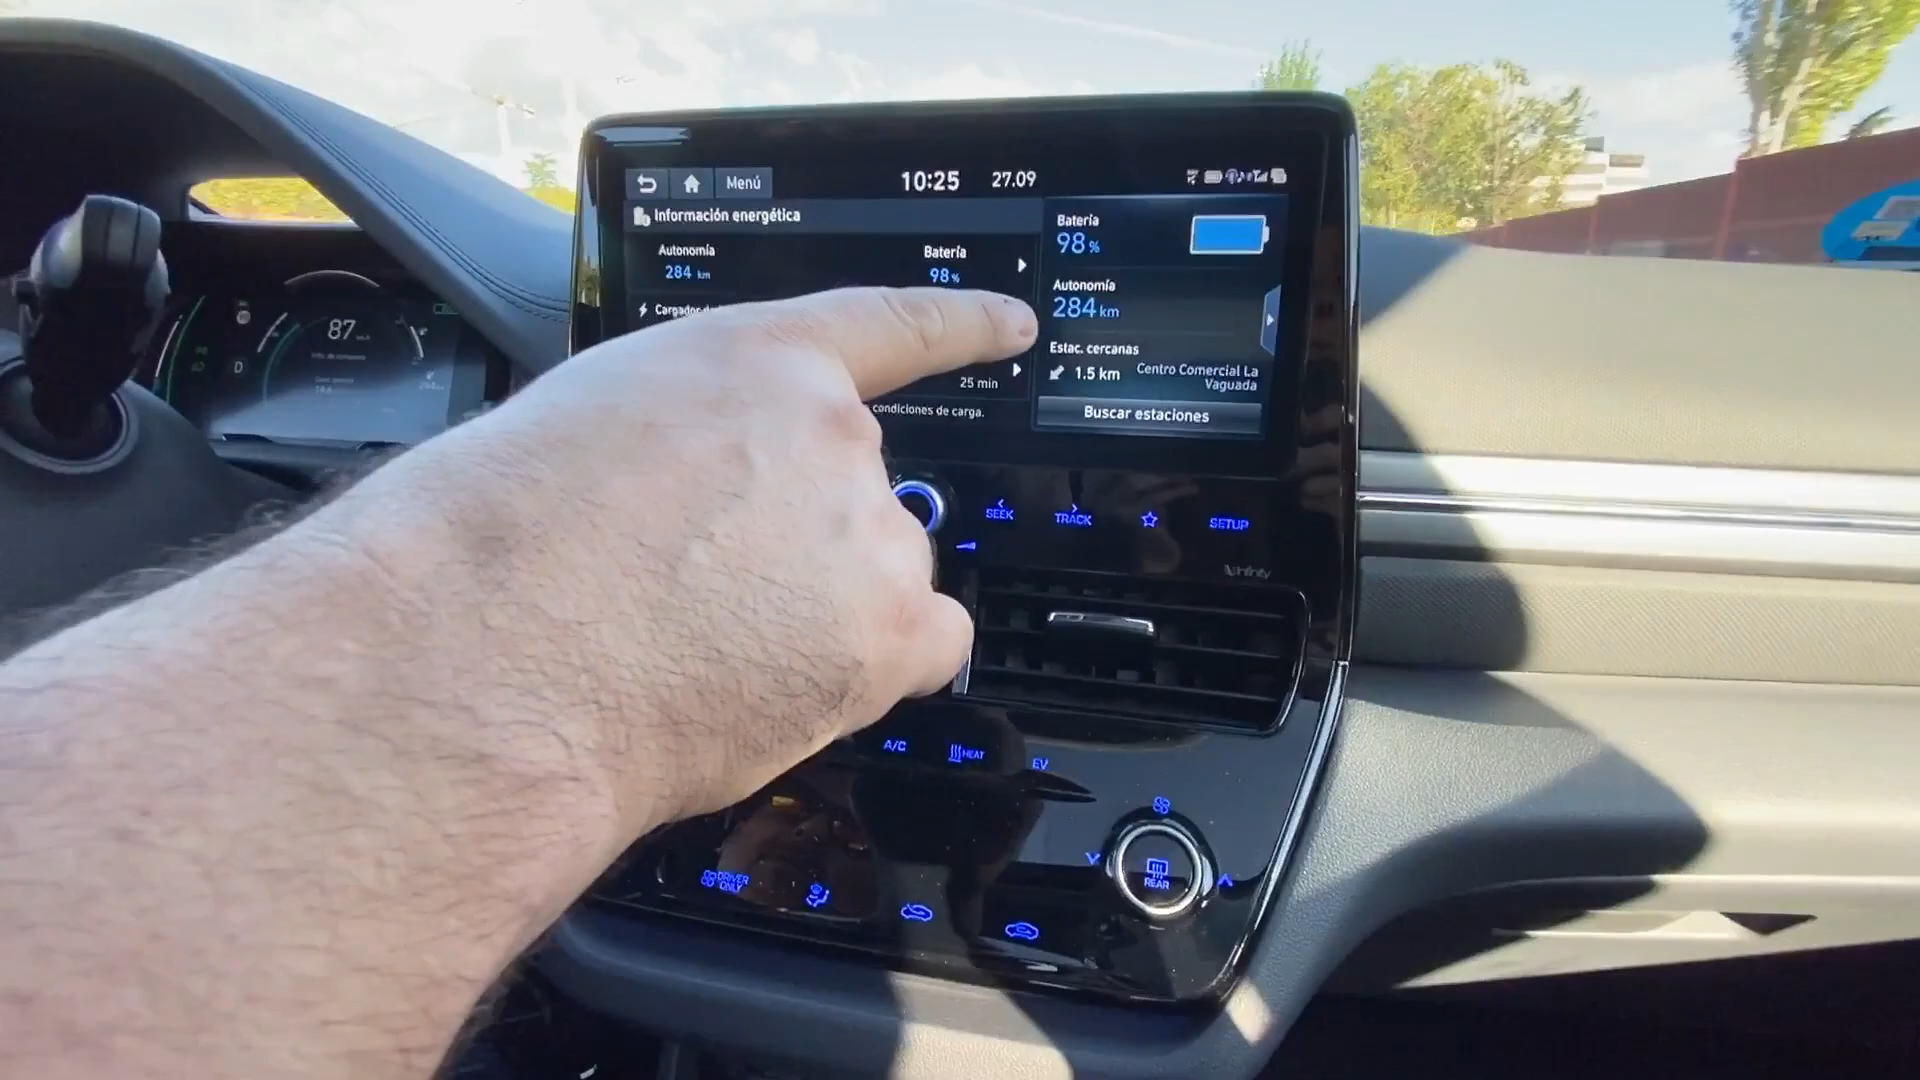 Menú
10:25
27.09
Información energética
Autonomía
284 km
Batería
98%
25 min
condiciones de carga.
Batería
98%
Autonomía
284 km
Estac. cercanas
1.5 km
Centro Comercial La
Vaguada
Buscar estaciones
87
D
SEEK
TRACK
SETUP
Infinity
A/C
HEAT
EV
DRIVER
ONLY
REAR